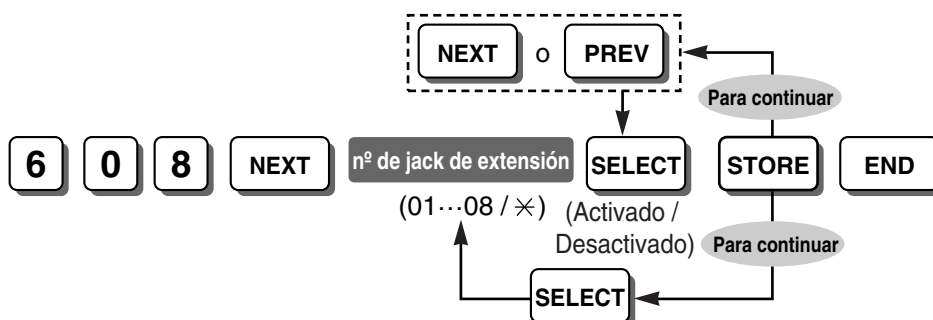 NEXT o PREV
Para continuar
6 0 8 NEXT nº de jack de extensión SELECT STORE END
(01···08 / ✳) (Activado /
Desactivado) Para continuar
SELECT